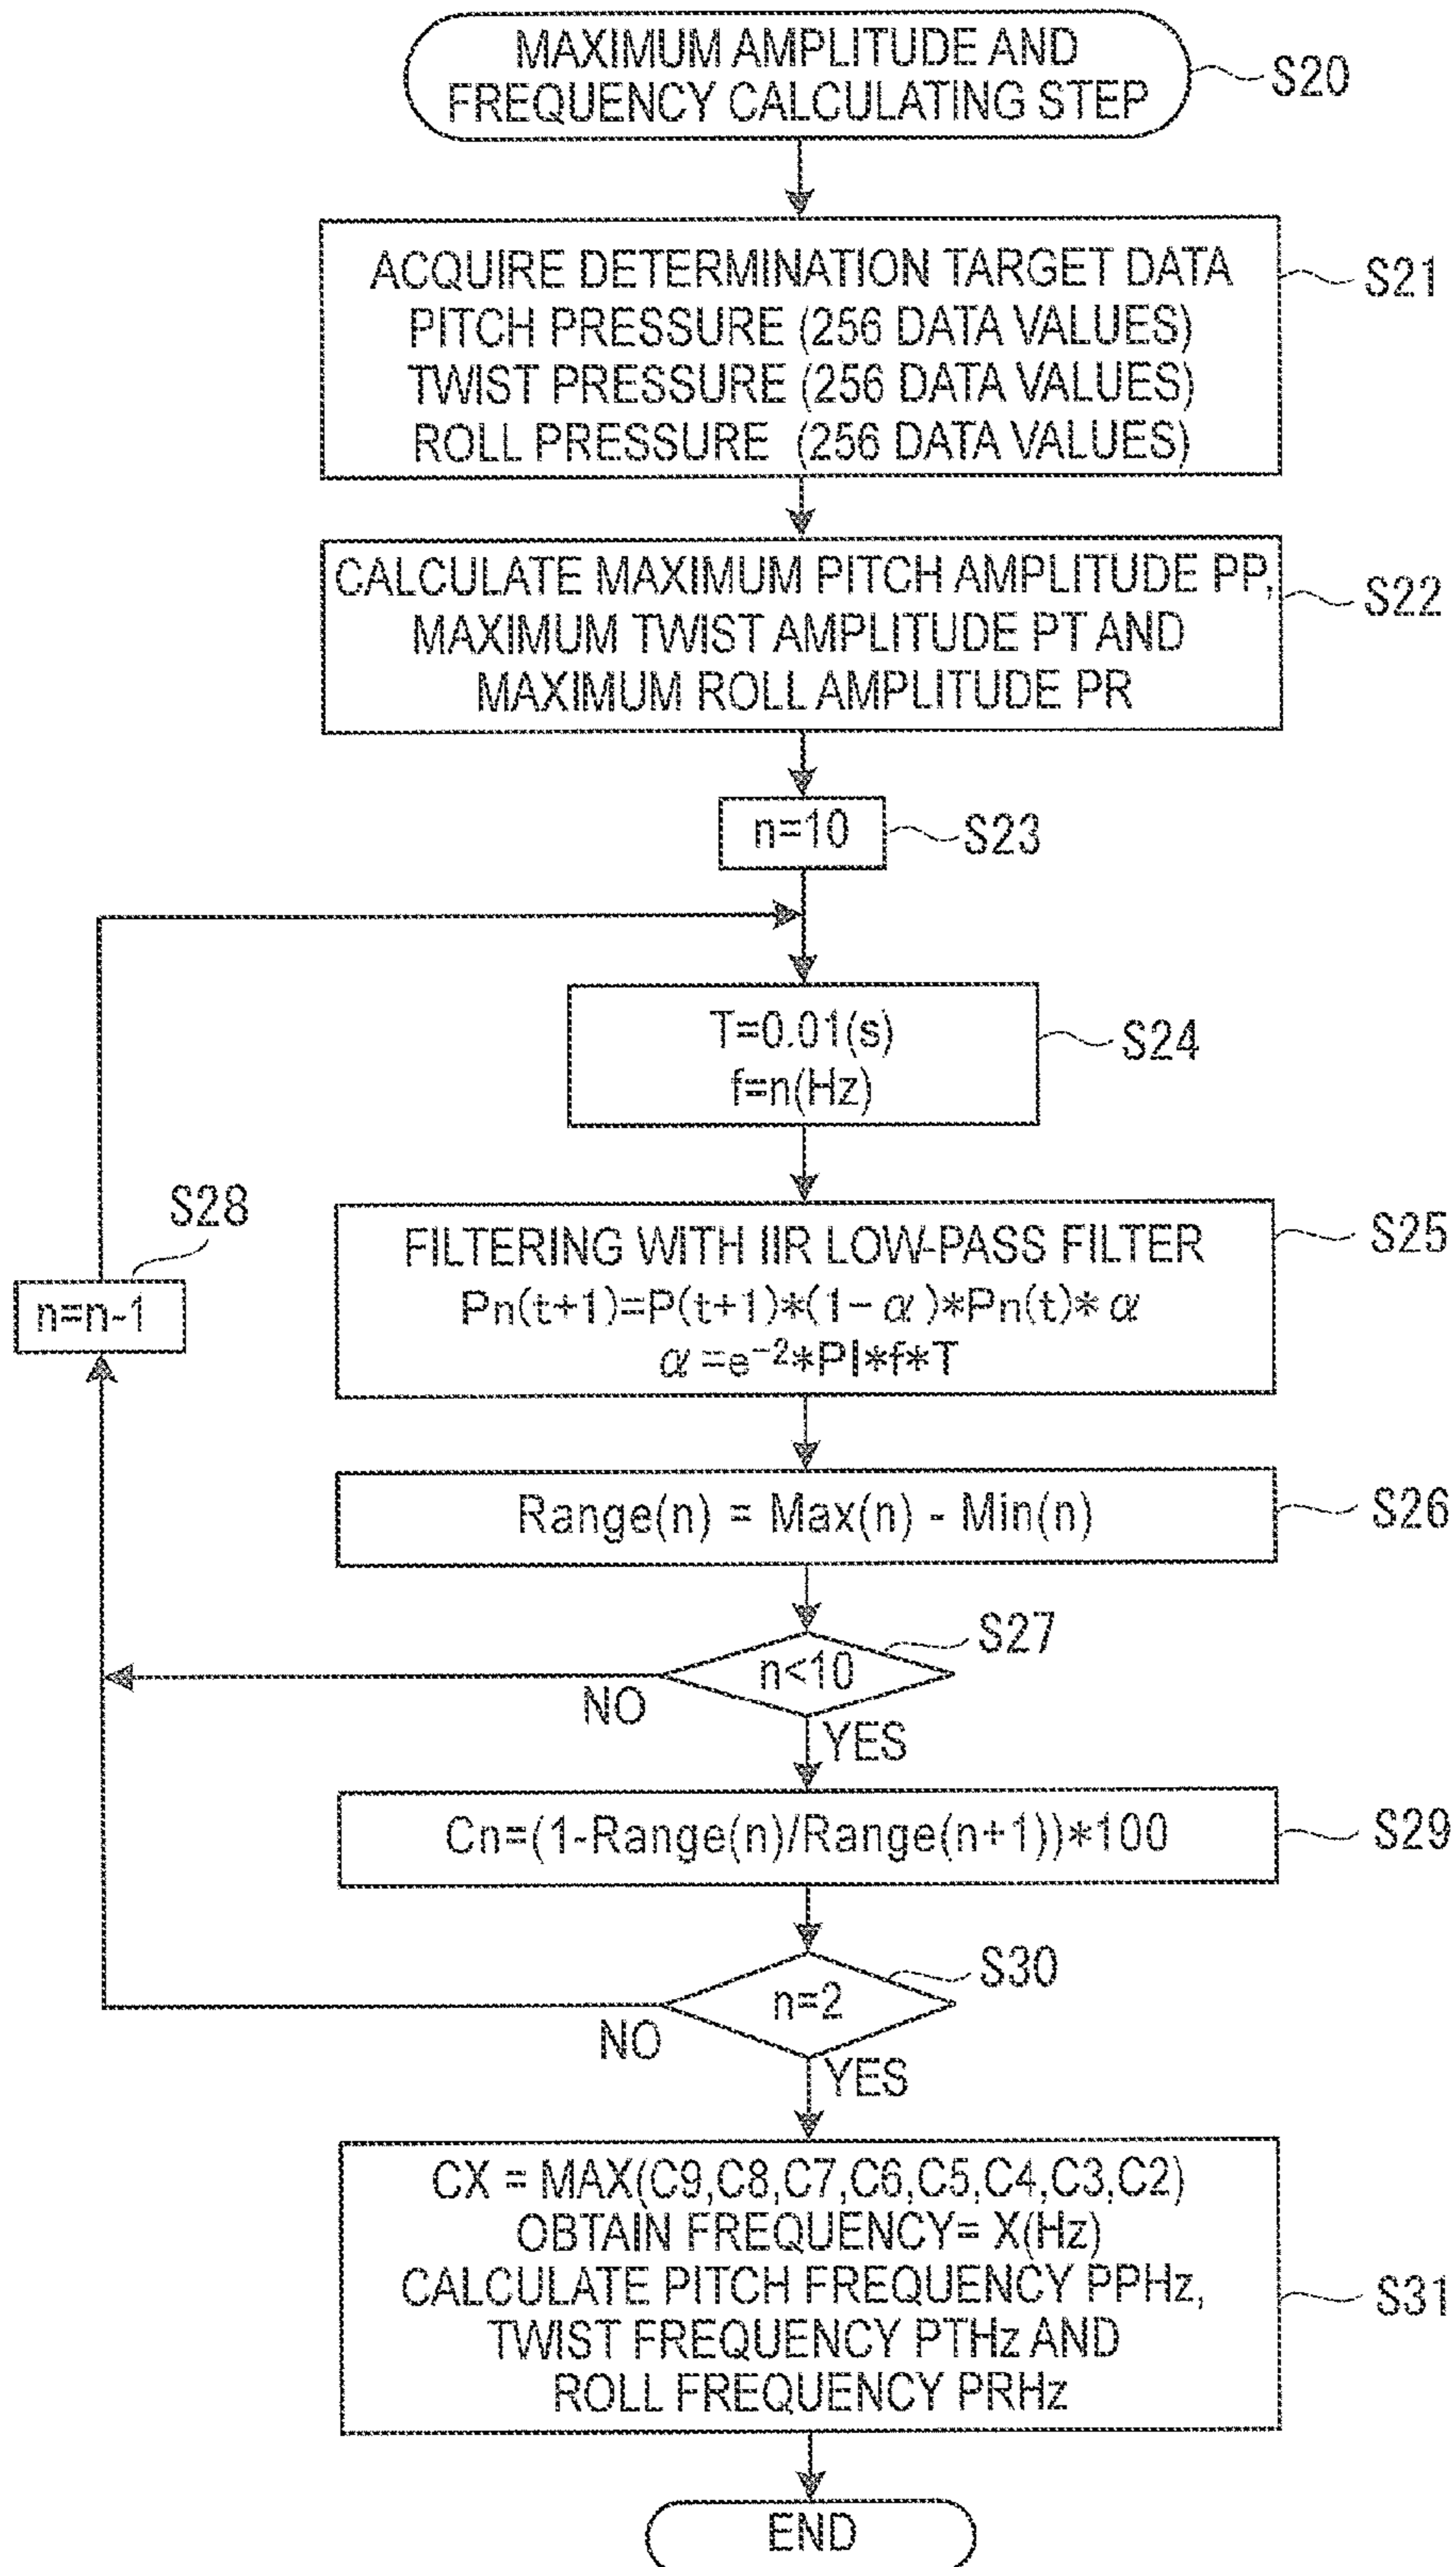 MAXIMUM AMPLITUDE AND
FREQUENCY CALCULATING STEP
S20
ACQUIRE DETERMINATION TARGET DATA
PITCH PRESSURE (256 DATA VALUES)
TWIST PRESSURE (256 DATA VALUES)
ROLL PRESSURE (256 DATA VALUES)
S21
CALCULATE MAXIMUM PITCH AMPLITUDE PP,
MAXIMUM TWIST AMPLITUDE PT AND
MAXIMUM ROLL AMPLITUDE PR
S22
n=10
S23
T=0.01(s)
f=n(Hz)
S24
S28
n=n-1
FILTERING WITH IIR LOW-PASS FILTER
Pn(t+1)=P(t+1)*(1-α)*Pn(t)*α
α=e⁻²*PI*f*T
S25
Range(n) = Max(n) - Min(n)
S26
n<10
S27
NO
YES
Cn=(1-Range(n)/Range(n+1))*100
S29
n=2
S30
NO
YES
CX = MAX(C9,C8,C7,C6,C5,C4,C3,C2)
OBTAIN FREQUENCY= X(Hz)
CALCULATE PITCH FREQUENCY PPHz,
TWIST FREQUENCY PTHz AND
ROLL FREQUENCY PRHz
S31
END